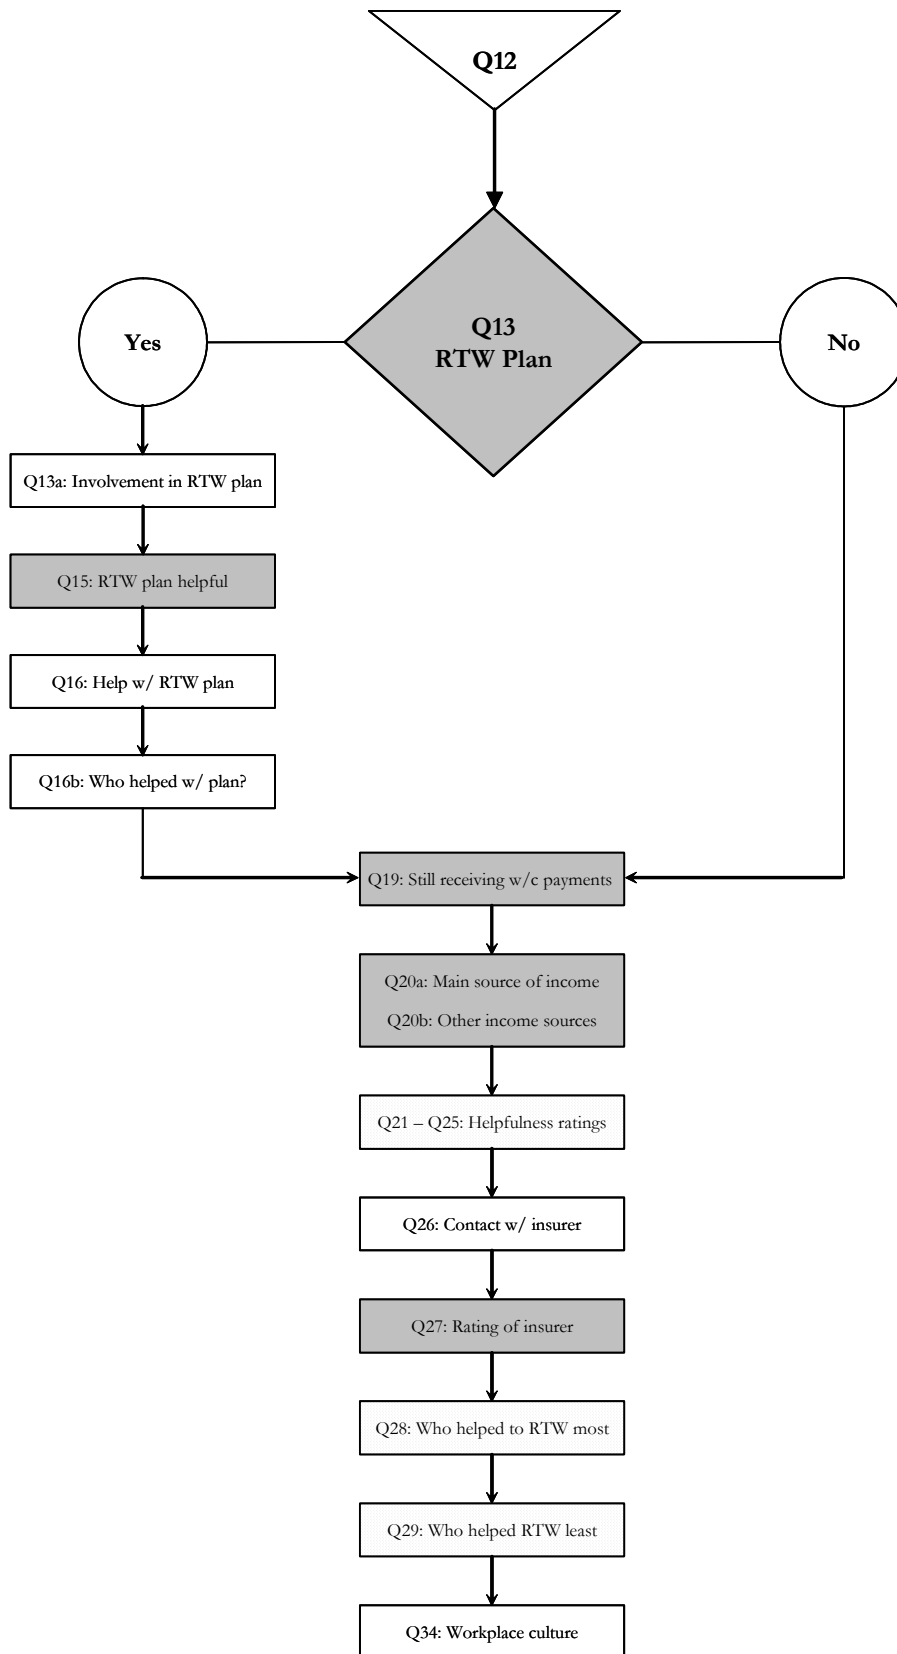 Q12
Q13
RTW Plan
Yes
No
Q13a: Involvement in RTW plan
Q15: RTW plan helpful
Q16: Help w/ RTW plan
Q16b: Who helped w/ plan?
Q19: Still receiving w/c payments
Q20a: Main source of income
Q20b: Other income sources
Q21 – Q25: Helpfulness ratings
Q26: Contact w/ insurer
Q27: Rating of insurer
Q28: Who helped to RTW most
Q29: Who helped RTW least
Q34: Workplace culture